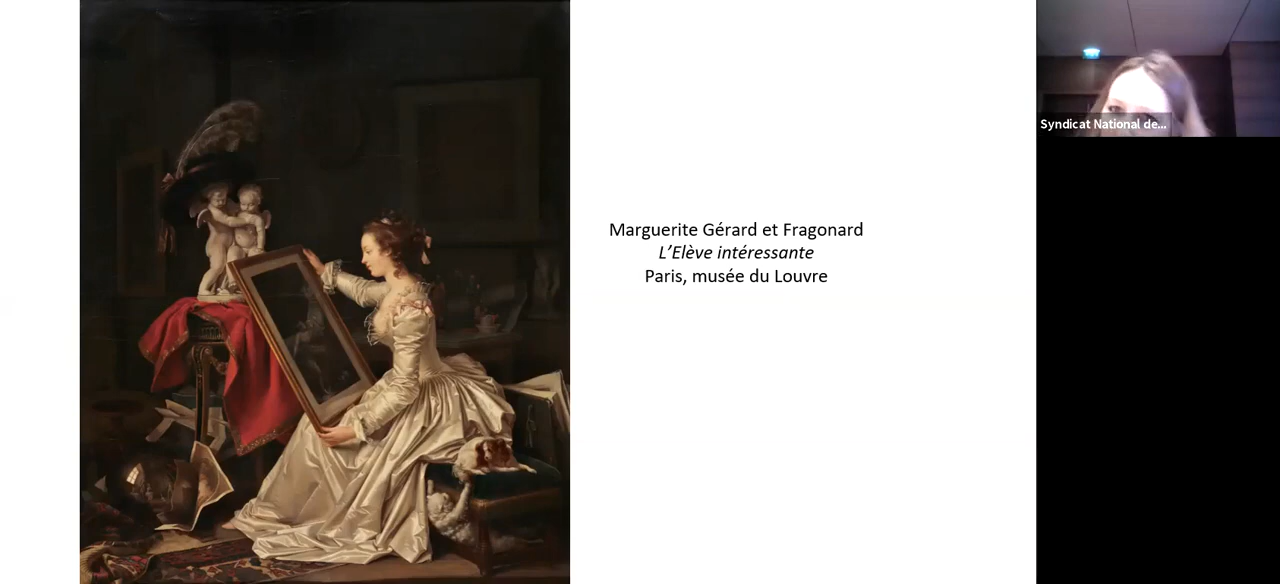 Marguerite Gérard et Fragonard
L’Elève intéressante
Paris, musée du Louvre
Syndicat National de...